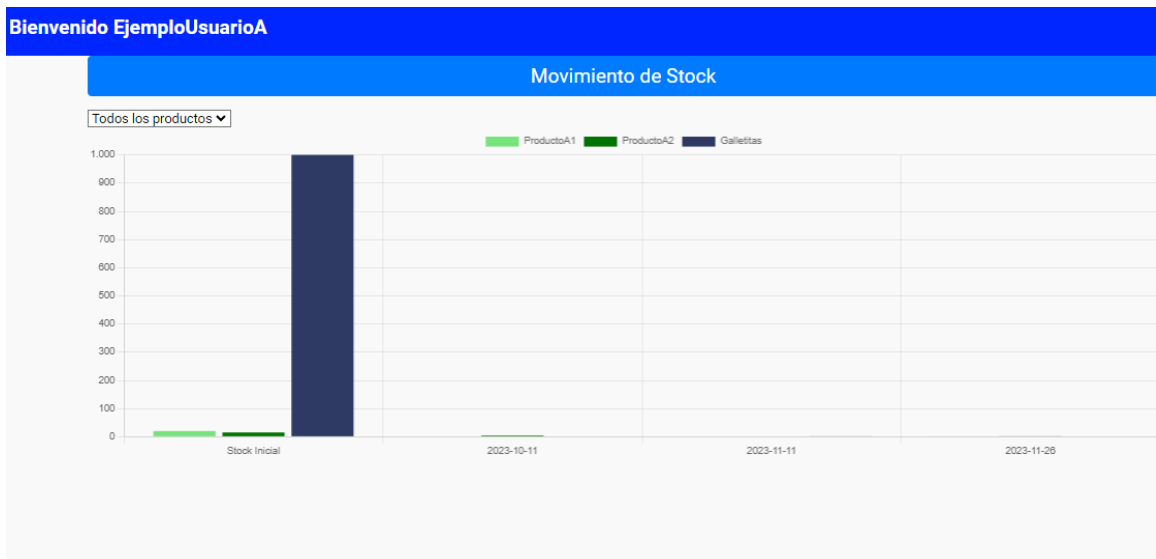 Bienvenido EjemploUsuarioA
Movimiento de Stock
Todos los productos
ProductoA1 ProductoA2 Galletitas
1.000
900
800
700
600
500
400
300
200
100
0
Stock Inicial 2023-10-11 2023-11-11 2023-11-26